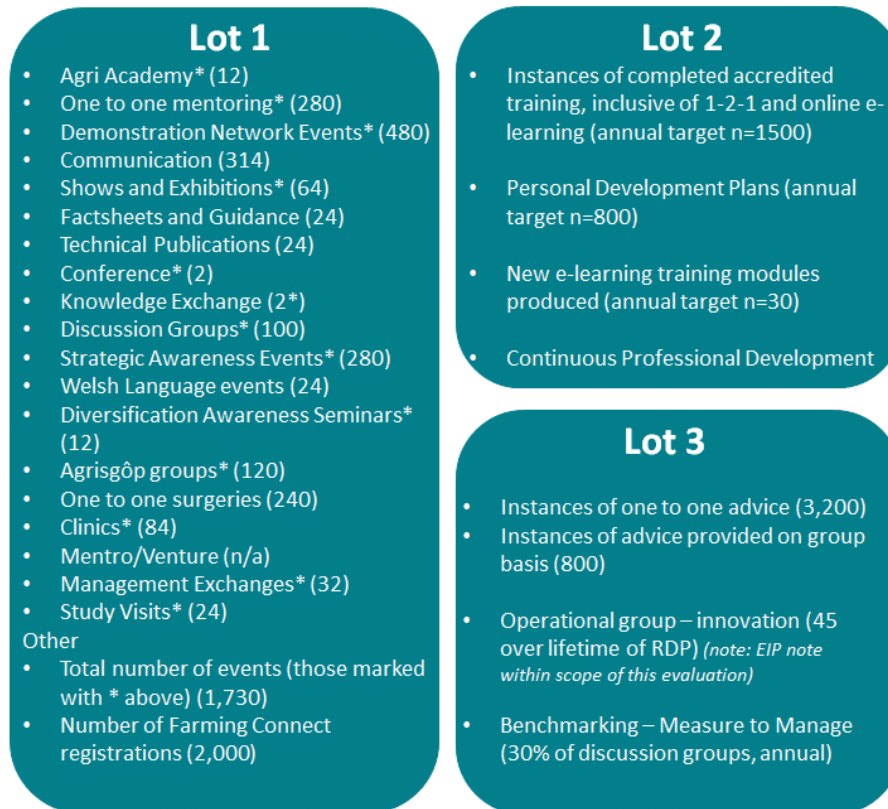 Lot 1
• Agri Academy* (12)
• One to one mentoring* (280)
• Demonstration Network Events* (480)
• Communication (314)
• Shows and Exhibitions* (64)
• Factsheets and Guidance (24)
• Technical Publications (24)
• Conference* (2)
• Knowledge Exchange (2*)
• Discussion Groups* (100)
• Strategic Awareness Events* (280)
• Welsh Language events (24)
• Diversification Awareness Seminars*
(12)
• Agrisgôp groups* (120)
• One to one surgeries (240)
• Clinics* (84)
• Mentro/Venture (n/a)
• Management Exchanges* (32)
• Study Visits* (24)
Other
• Total number of events (those marked
with * above) (1,730)
• Number of Farming Connect
registrations (2,000)
Lot 2
• Instances of completed accredited
training, inclusive of 1-2-1 and online e-
learning (annual target n=1500)
• Personal Development Plans (annual
target n=800)
• New e-learning training modules
produced (annual target n=30)
• Continuous Professional Development
Lot 3
• Instances of one to one advice (3,200)
• Instances of advice provided on group
basis (800)
• Operational group – innovation (45
over lifetime of RDP) (note: EIP note
within scope of this evaluation)
• Benchmarking – Measure to Manage
(30% of discussion groups, annual)